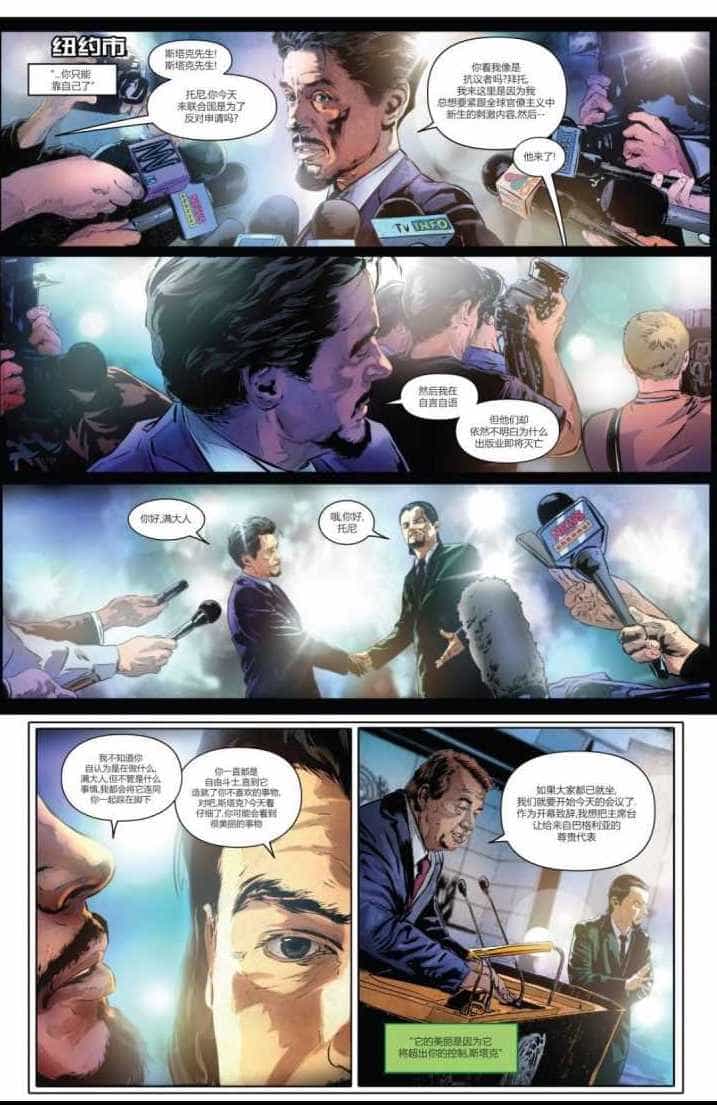 纽约市
"...你只能
靠自己了"
斯塔克先生!
斯塔克先生!
托尼,你今天
来联合国是为了
反对申请吗?
你看我像是
抗议者吗?拜托,
我来这里是因为我
总想要紧跟全球官僚主义中
新生的刺激内容,然后--
他来了!
TV INFO
然后我在
自言自语
但他们却
依然不明白为什么
出版业即将灭亡
你好,满大人
哦,你好,
托尼
我不知道你
自认为是在做什么,
满大人,但不管是什么
事情,我都会将它连同
你一起踩在脚下
你一直都是
自由斗士,直到它
造就了你不喜欢的事物,
对吧,斯塔克?今天看
仔细了,你可能会看到
很美丽的事物
如果大家都已就坐,
我们就要开始今天的会议了.
作为开幕致辞,我想把主席台
让给来自巴格利亚的
尊贵代表
"它的美丽是因为它
将超出你的控制,斯塔克"